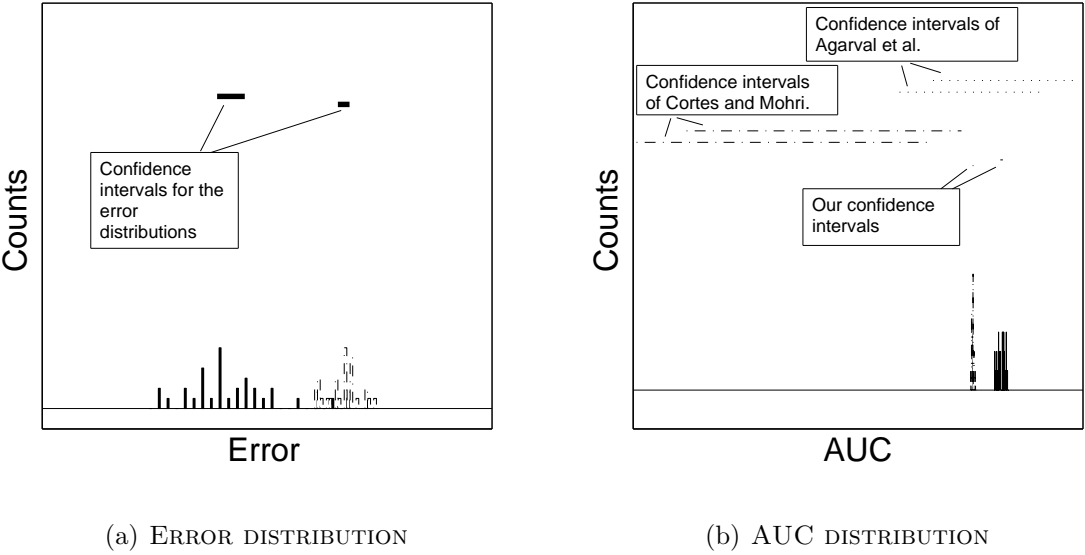 Confidence
intervals for the
error
distributions
Counts
Error
(a) ERROR DISTRIBUTION
Confidence intervals of
Agarval et al.
Confidence intervals
of Cortes and Mohri.
Our confidence
intervals
Counts
AUC
(b) AUC DISTRIBUTION